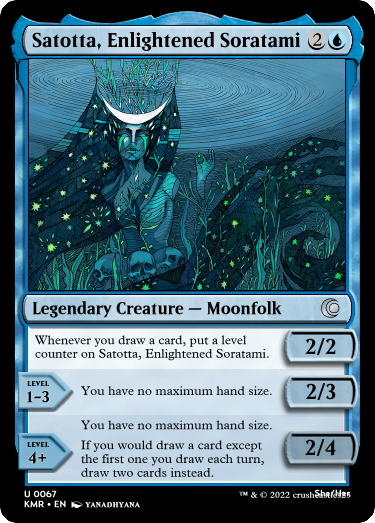 Satotta, Enlightened Soratami 2
Legendary Creature — Moonfolk
Whenever you draw a card, put a level
counter on Satotta, Enlightened Soratami.
2/2
LEVEL
1-3
You have no maximum hand size.
2/3
LEVEL
4+
You have no maximum hand size.
If you would draw a card except
the first one you draw each turn,
draw two cards instead.
2/4
U 0067
KMR • EN YANADHYANA
™ & © 2022
She/Her